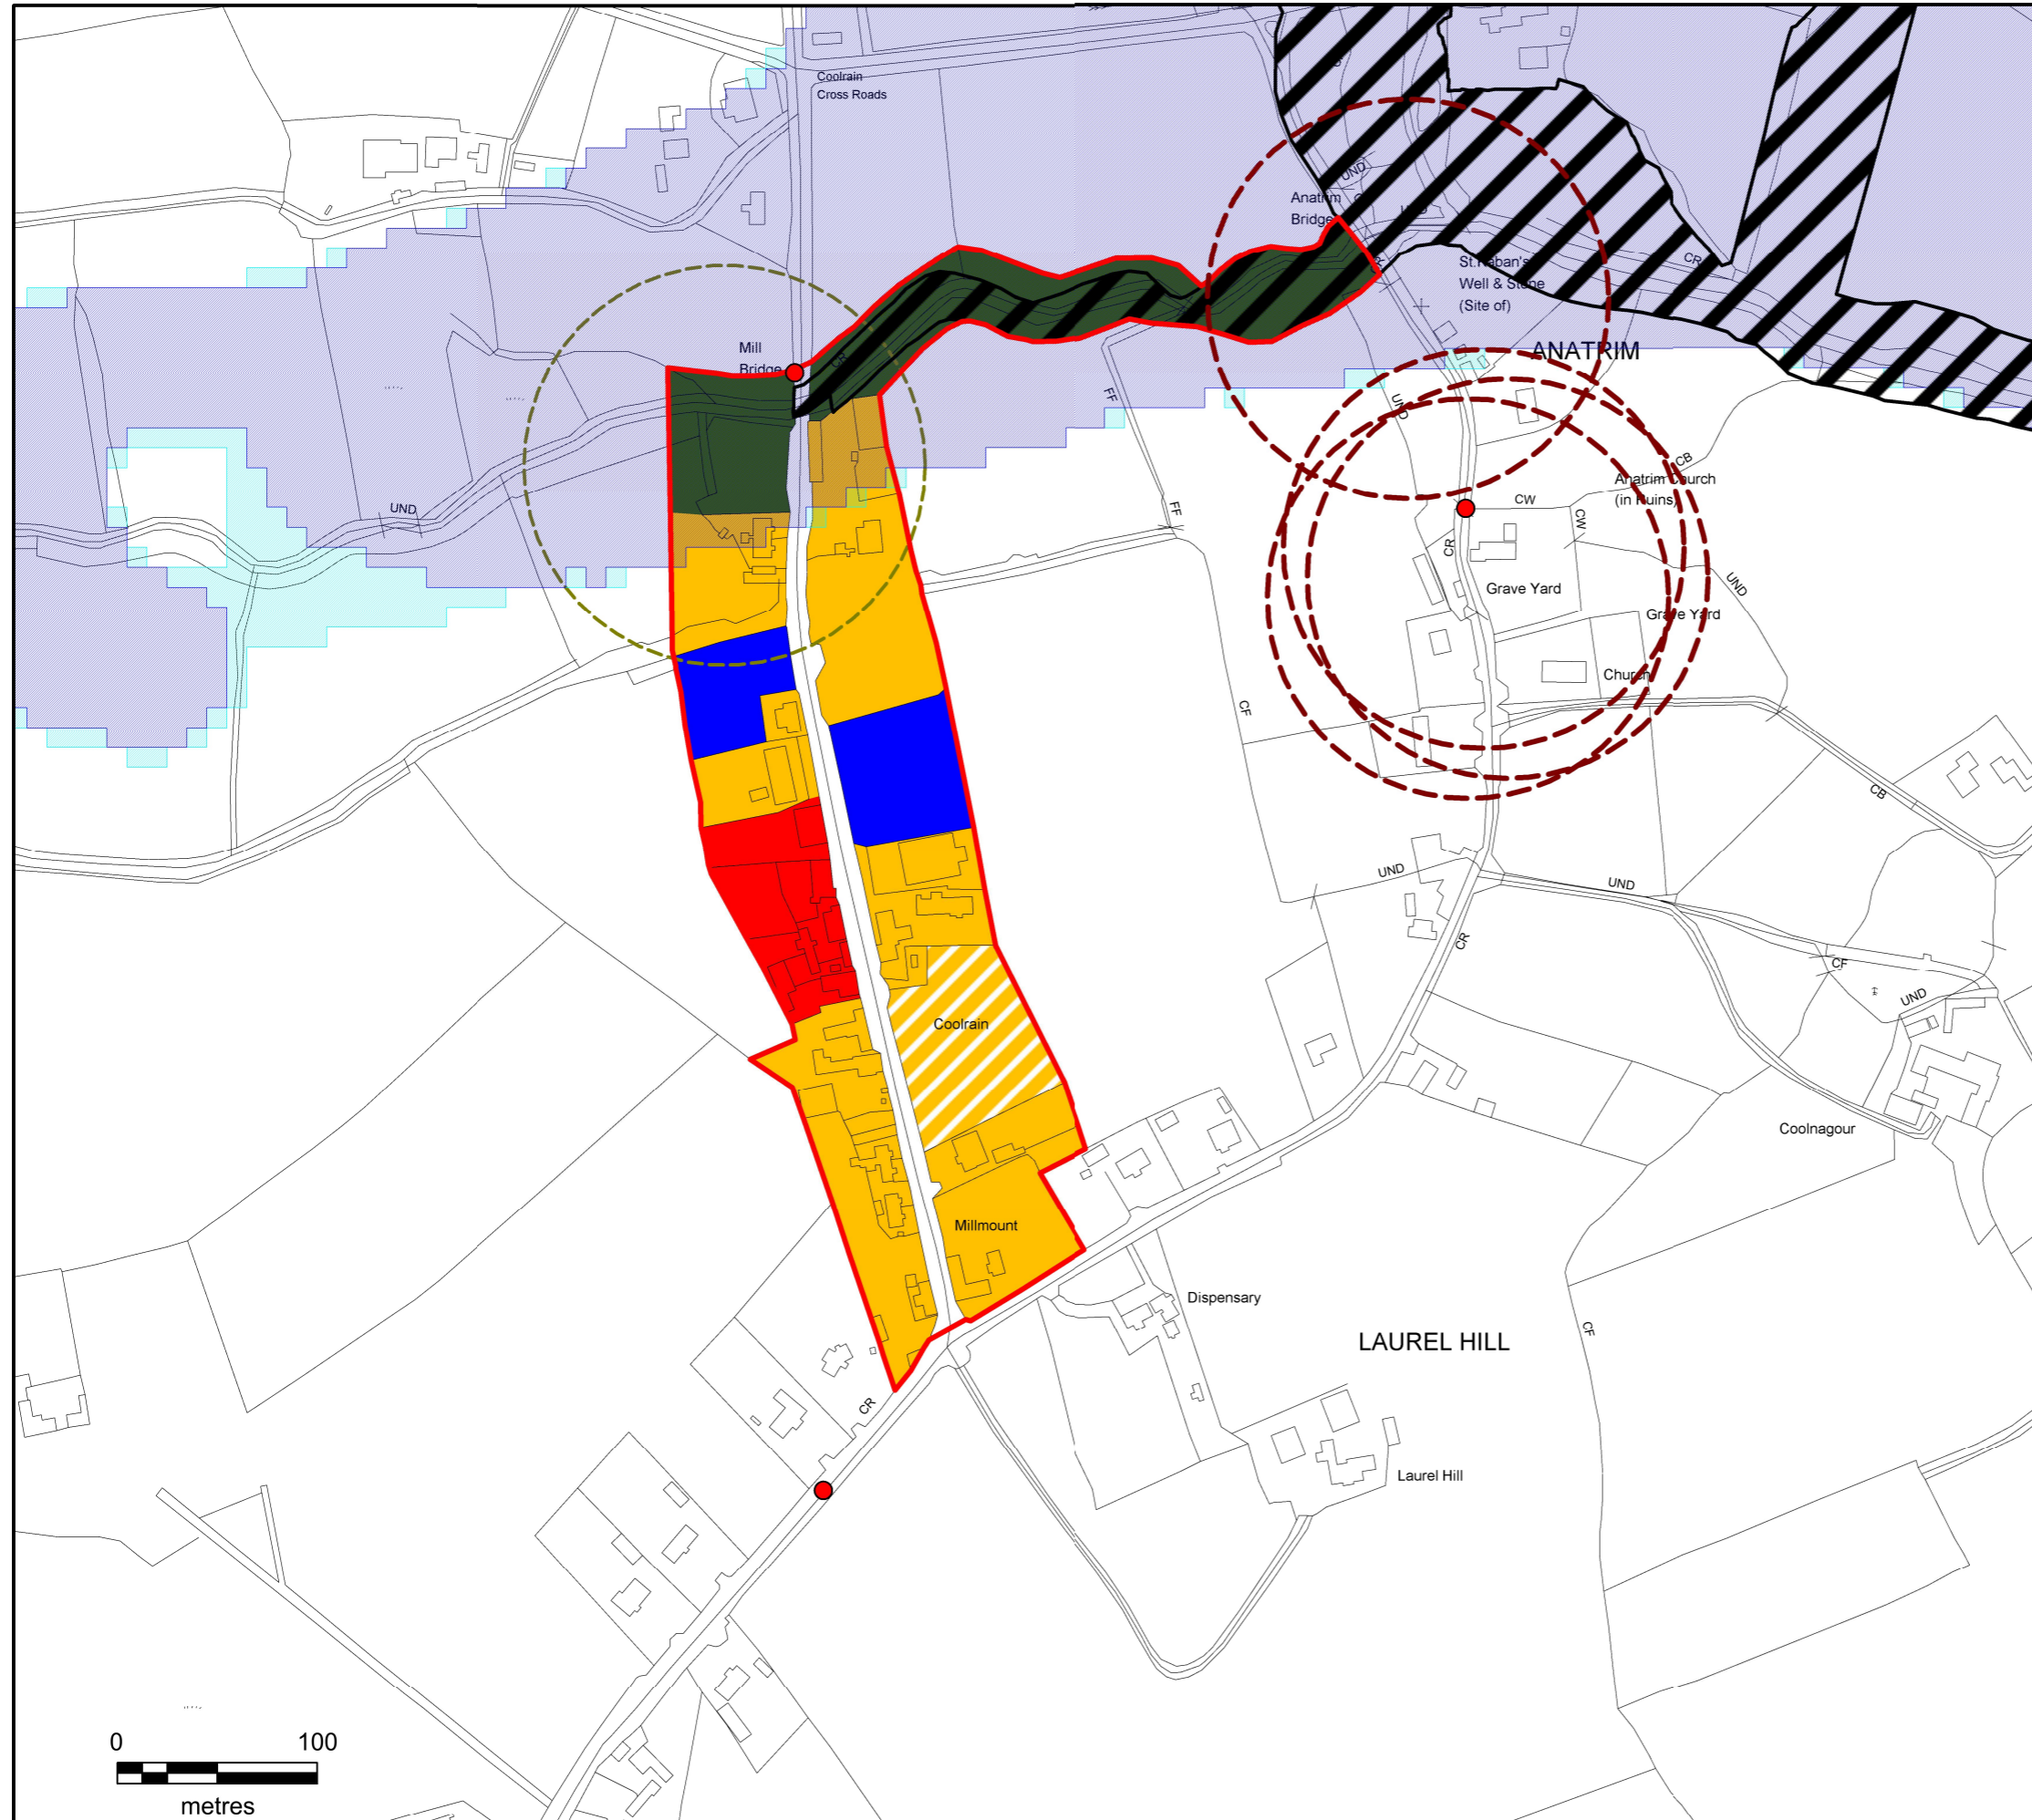 Coolrain
Cross Roads
UND
Anatrim
Bridge
CR
St.Kaban's
Well & Stone
(Site of)
ANATRIM
Mill
Bridge
CR
FF
UND
CB
Anatrim Church
(in Ruins)
CW
CW
UND
FF
CR
Grave Yard
UND
Grave Yard
Church
CF
CB
UND
UND
CR
CF
UND
Coolrain
Coolnagour
Millmount
Dispensary
LAUREL HILL
CF
CR
Laurel Hill
0 100
metres